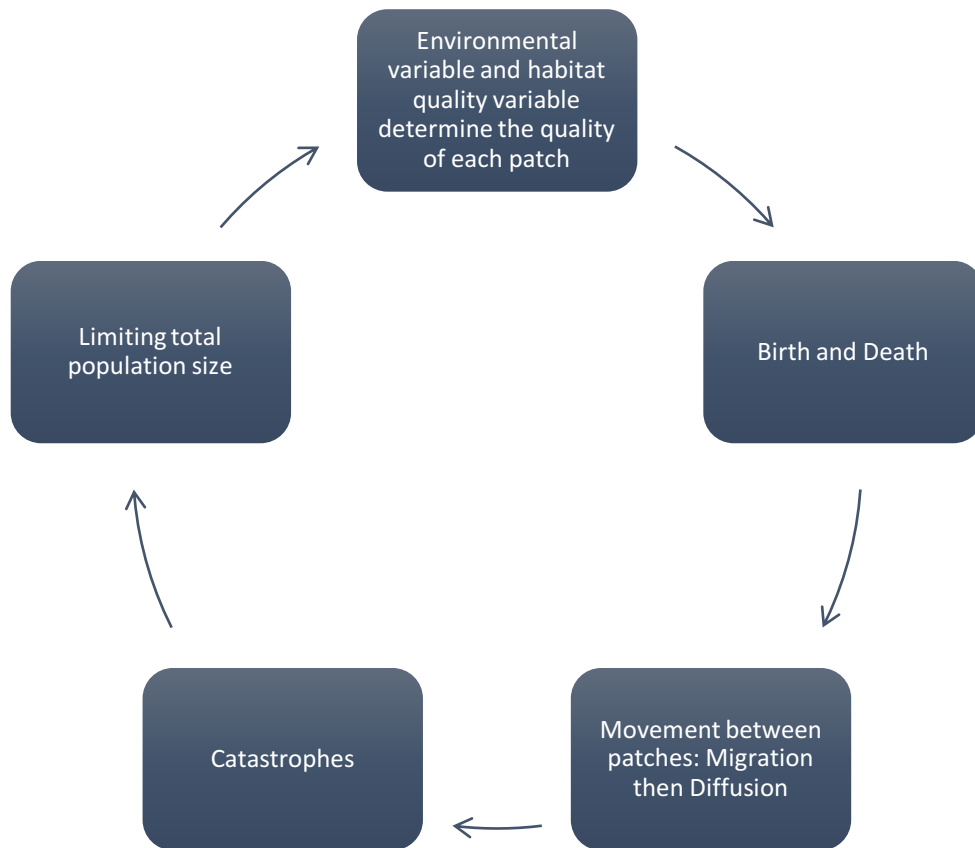 Environmental
variable and habitat
quality variable
determine the quality
of each patch
Birth and Death
Movement between
patches: Migration
then Diffusion
Catastrophes
Limiting total
population size